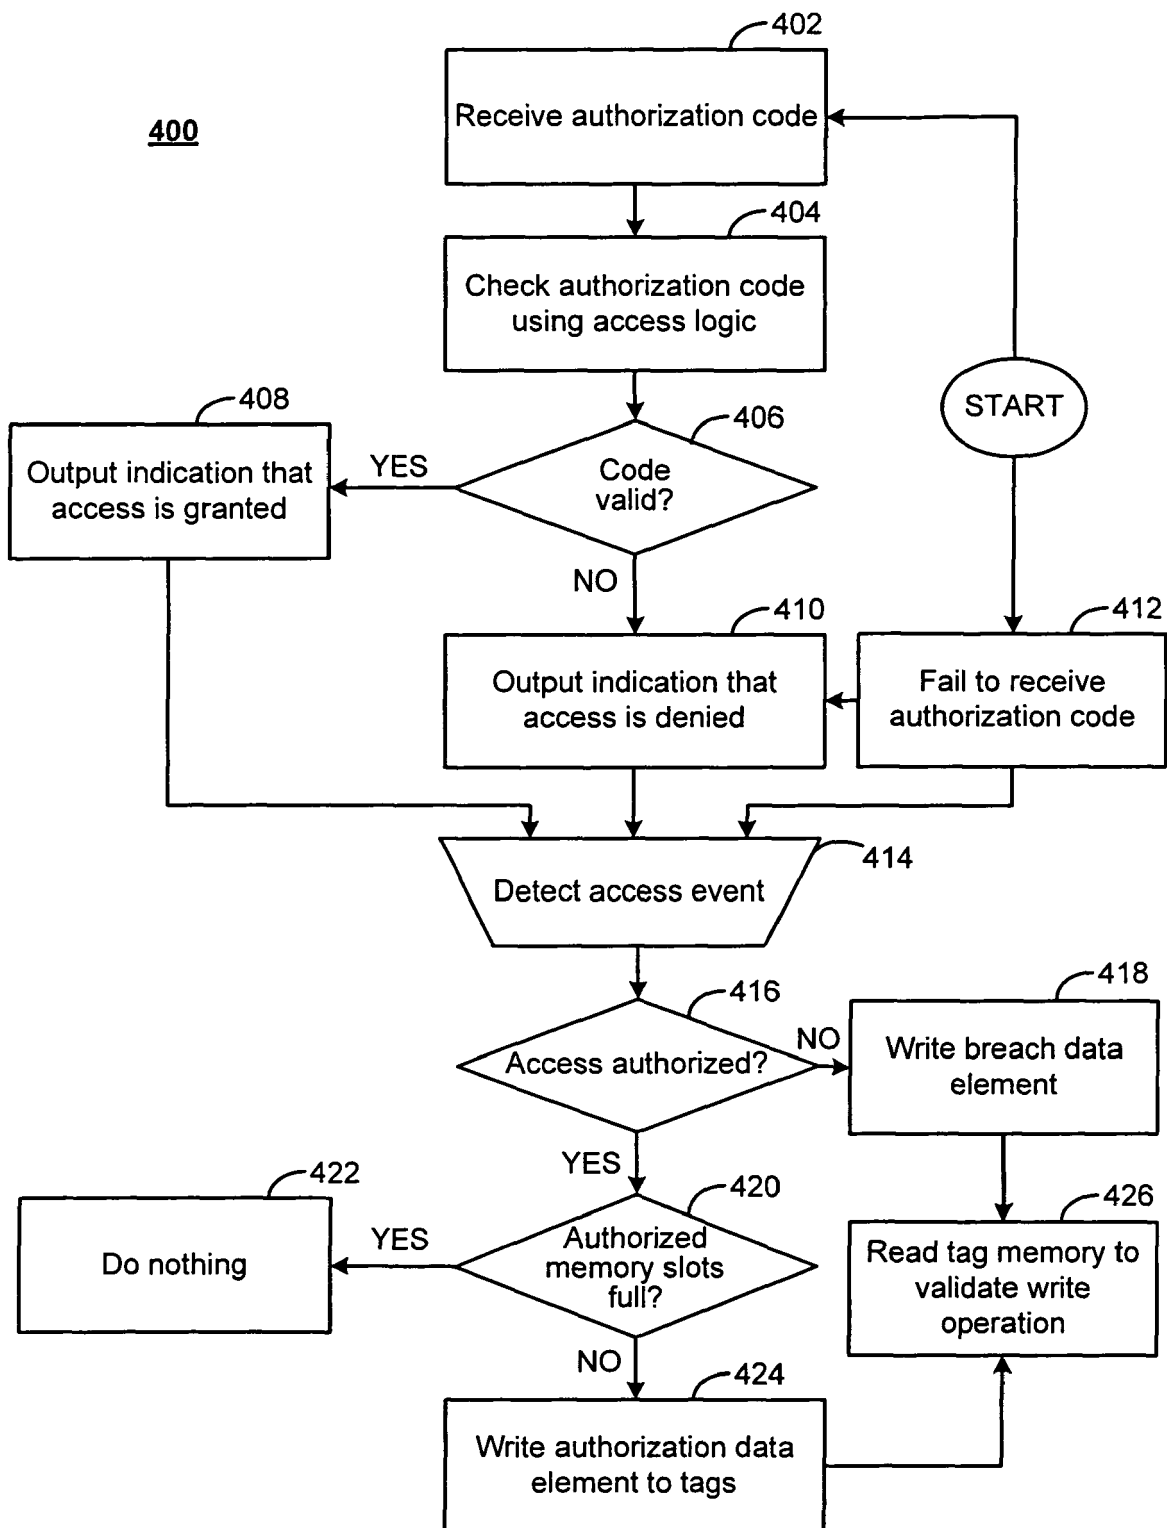 402
400
Receive authorization code
404
Check authorization code
using access logic
408
406
START
Output indication that
access is granted
YES
Code
valid?
NO
410
412
Output indication that
access is denied
Fail to receive
authorization code
414
Detect access event
416
418
Access authorized?
NO
Write breach data
element
YES
422
420
426
Do nothing
YES
Authorized
memory slots
full?
Read tag memory to
validate write
operation
NO
424
Write authorization data
element to tags